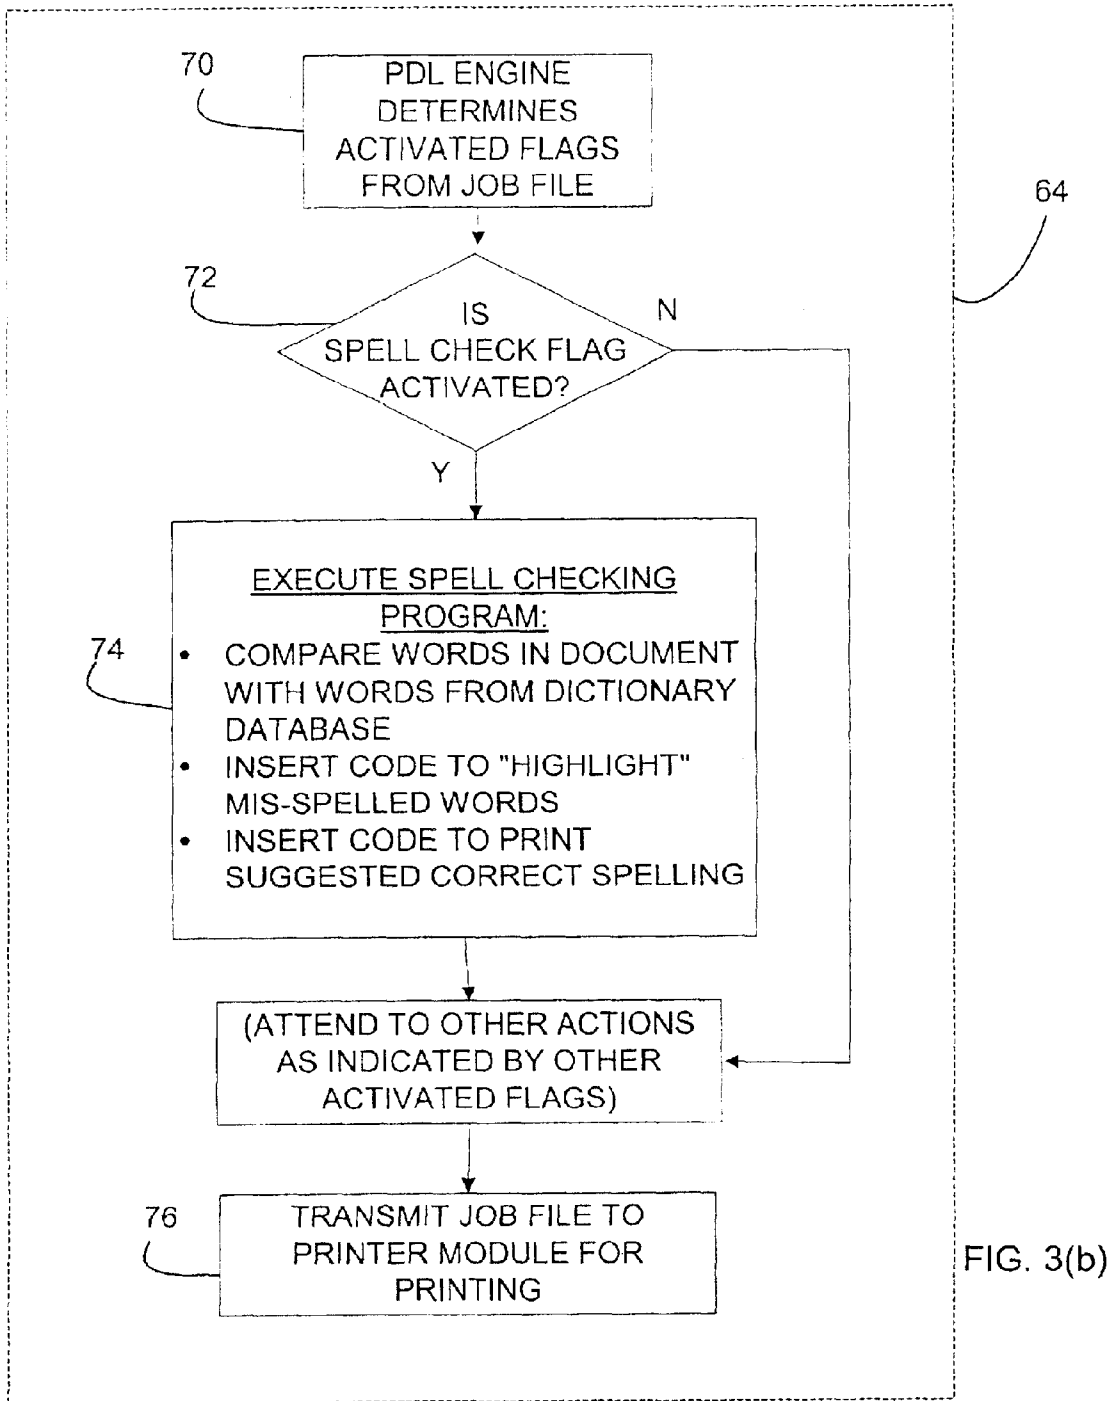 70
PDL ENGINE
DETERMINES
ACTIVATED FLAGS
FROM JOB FILE
64
72
IS
SPELL CHECK FLAG
ACTIVATED?
N
Y
74
EXECUTE SPELL CHECKING
PROGRAM:
• COMPARE WORDS IN DOCUMENT
WITH WORDS FROM DICTIONARY
DATABASE
• INSERT CODE TO "HIGHLIGHT"
MIS-SPELLED WORDS
• INSERT CODE TO PRINT
SUGGESTED CORRECT SPELLING
(ATTEND TO OTHER ACTIONS
AS INDICATED BY OTHER
ACTIVATED FLAGS)
76
TRANSMIT JOB FILE TO
PRINTER MODULE FOR
PRINTING
FIG. 3(b)